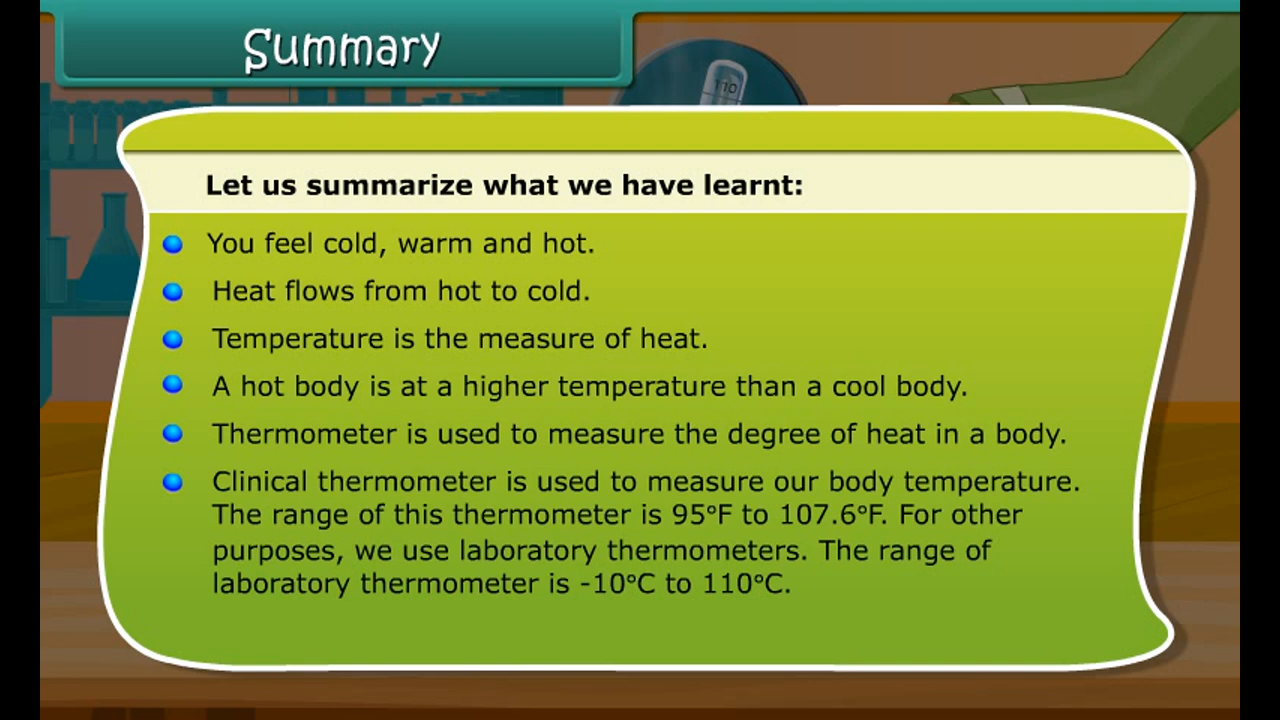 Summary
110
Let us summarize what we have learnt:
You feel cold, warm and hot.
Heat flows from hot to cold.
Temperature is the measure of heat.
A hot body is at a higher temperature than a cool body.
Thermometer is used to measure the degree of heat in a body.
Clinical thermometer is used to measure our body temperature.
The range of this thermometer is 95°F to 107.6°F. For other
purposes, we use laboratory thermometers. The range of
laboratory thermometer is -10°C to 110°C.